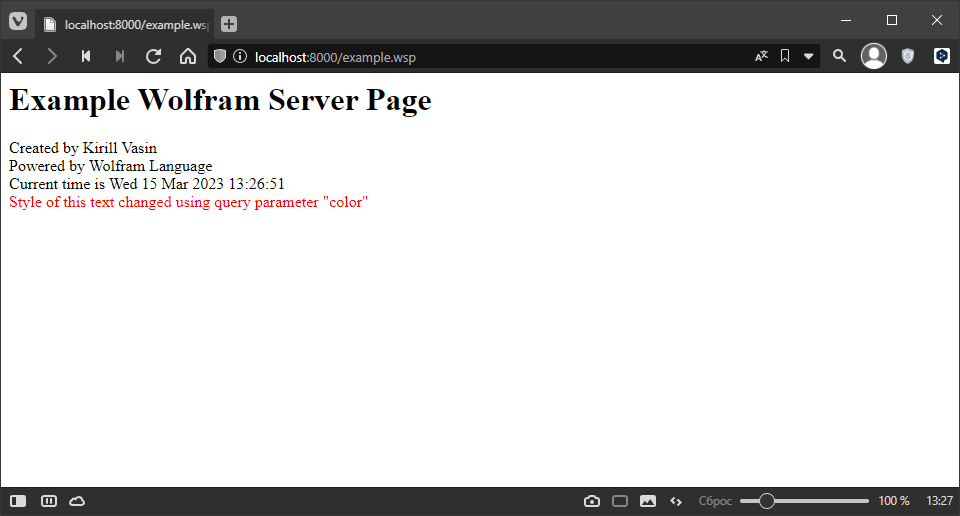 localhost:8000/example.wsp
localhost:8000/example.wsp
Example Wolfram Server Page
Created by Kirill Vasin
Powered by Wolfram Language
Current time is Wed 15 Mar 2023 13:26:51
Style of this text changed using query parameter "color"
Сброс 100 % 13:27